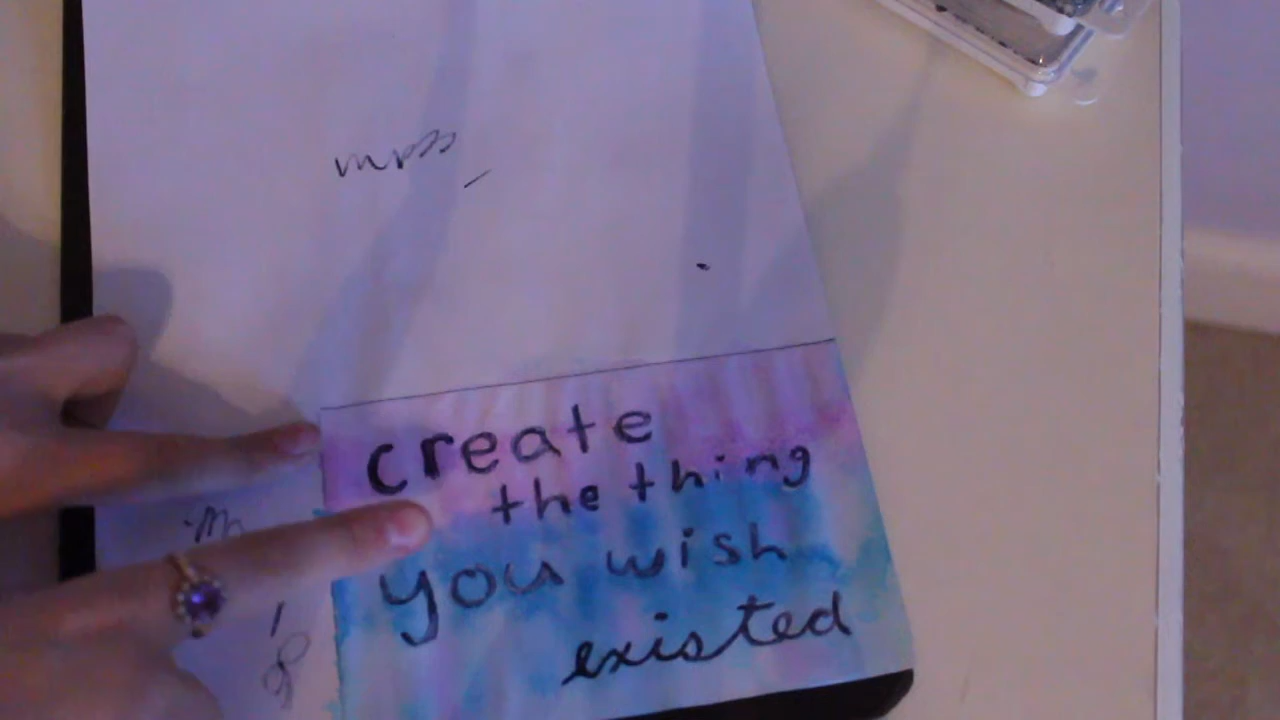 create
the thing
you wish
existed